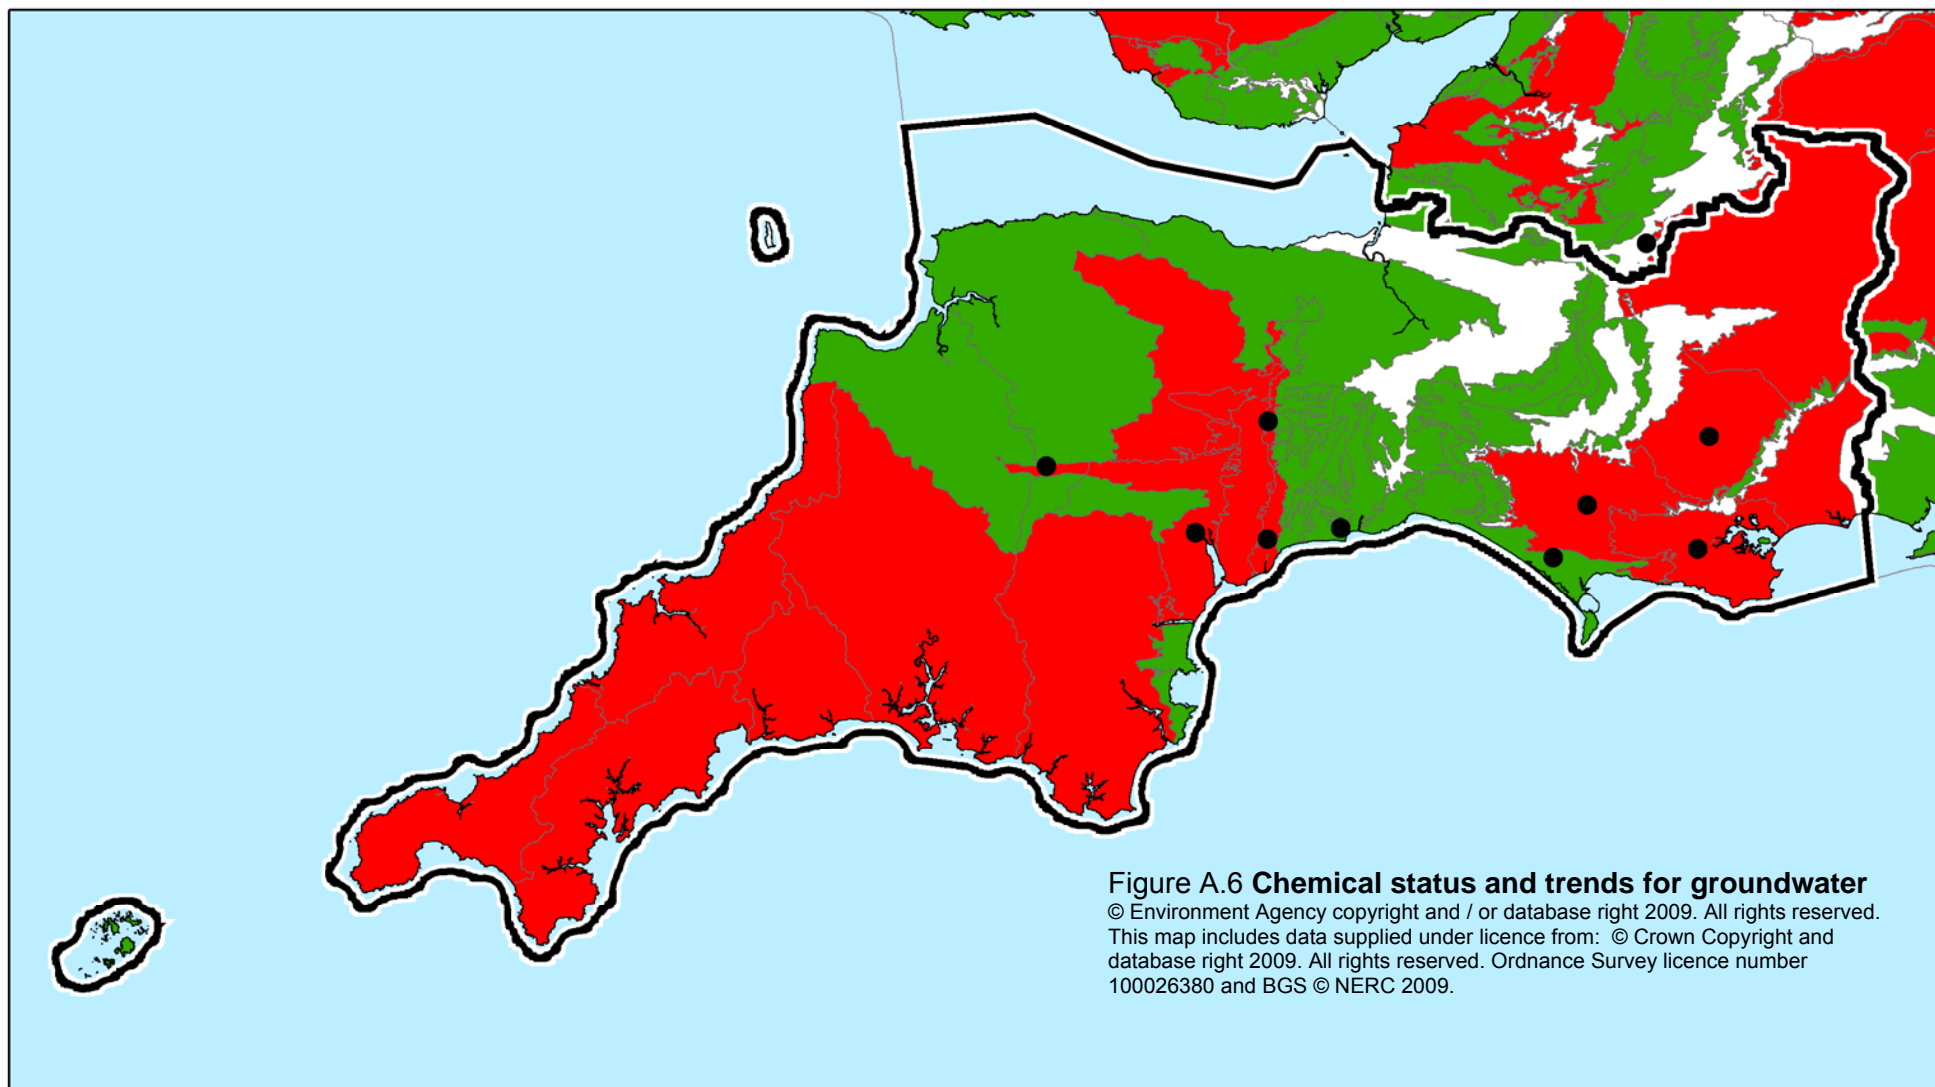 Figure A.6 Chemical status and trends for groundwater
© Environment Agency copyright and / or database right 2009. All rights reserved.
This map includes data supplied under licence from:  © Crown Copyright and
database right 2009. All rights reserved. Ordnance Survey licence number
100026380 and BGS © NERC 2009.